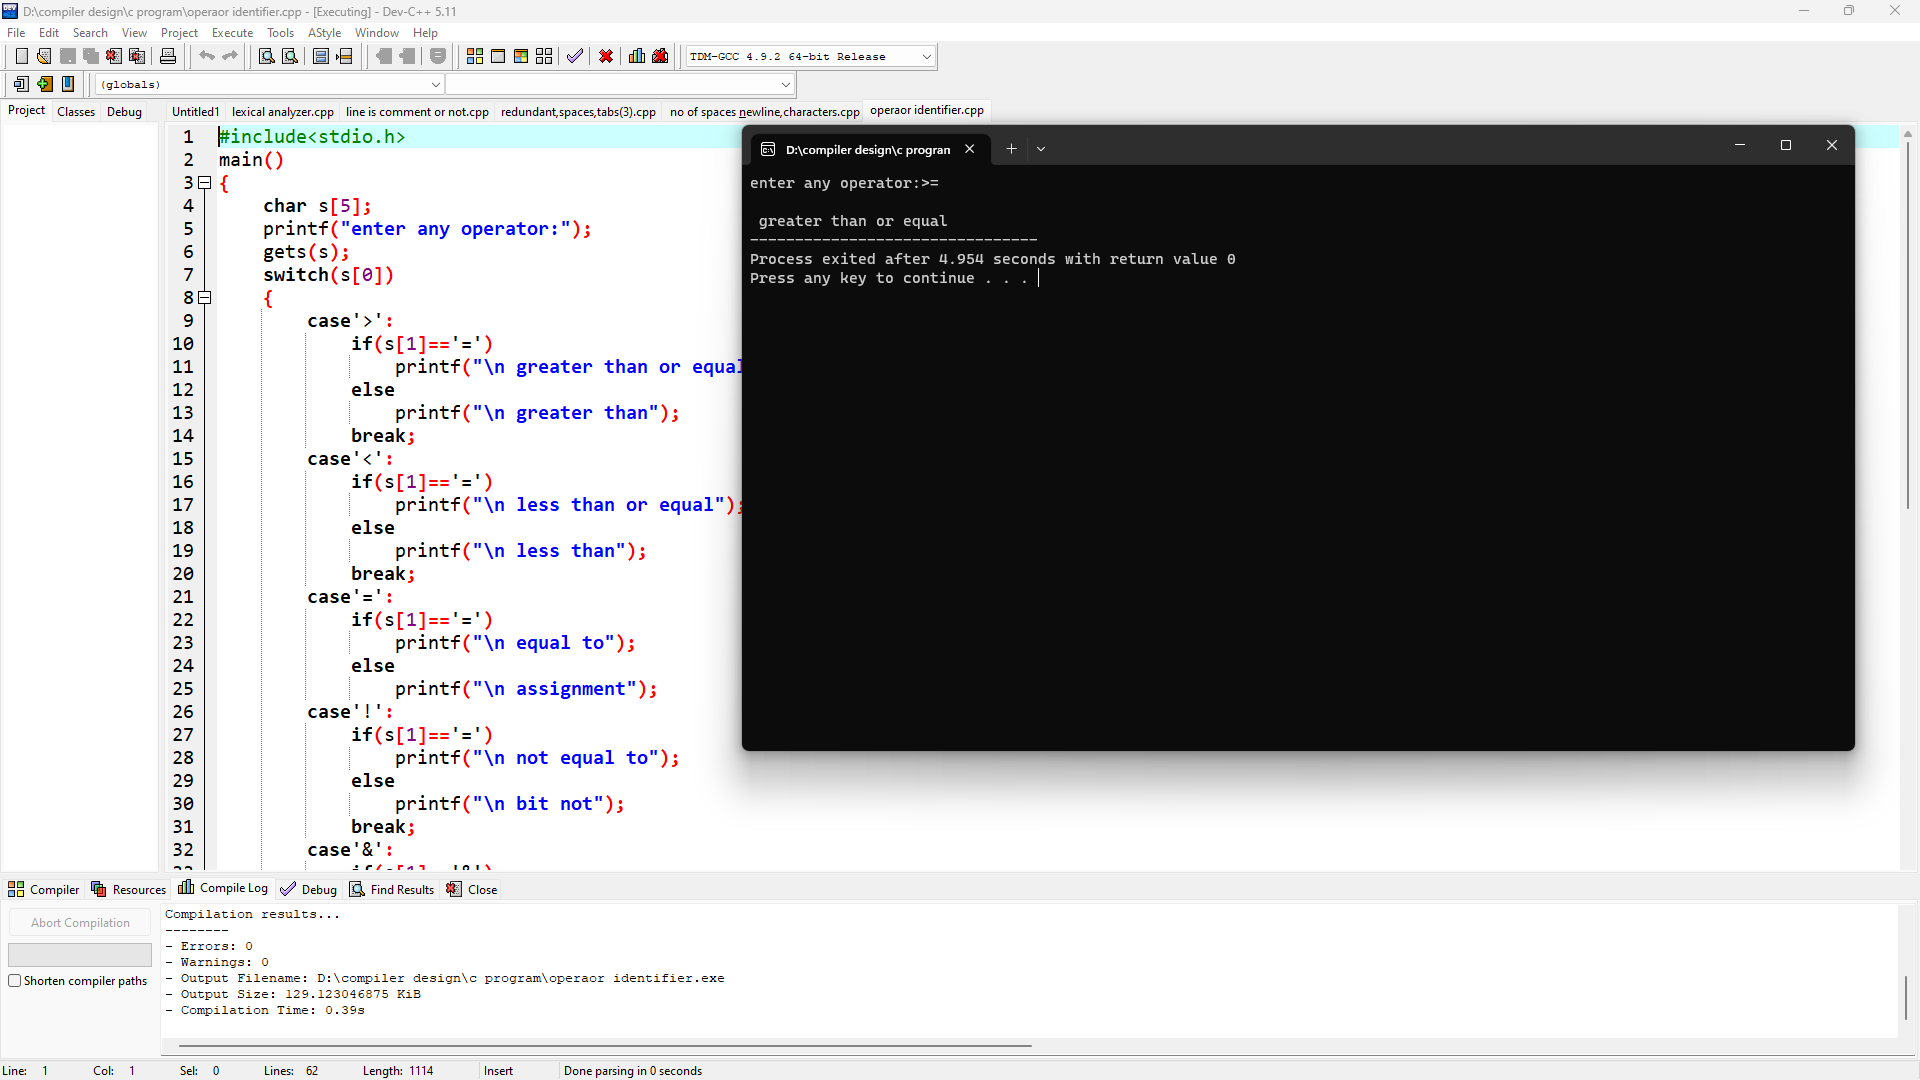 D:\compiler design\c program\operaor identifier.cpp - [Executing] - Dev-C++ 5.11
File Edit Search View Project Execute Tools AStyle Window Help
TDM-GCC 4.9.2 64-bit Release
(globals)
Project Classes Debug Untitled1 lexical analyzer.cpp line is comment or not.cpp redundant,spaces,tabs(3).cpp no of spaces newline,characters.cpp operaor identifier.cpp
1 #include<stdio.h>
2 main()
3 {
4 char s[5];
5 printf("enter any operator:");
6 gets(s);
7 switch(s[0])
8 {
9 case'>':
10 if(s[1]=='=')
11 printf("\n greater than or equal
12 else
13 printf("\n greater than");
14 break;
15 case'<':
16 if(s[1]=='=')
17 printf("\n less than or equal");
18 else
19 printf("\n less than");
20 break;
21 case'=':
22 if(s[1]=='=')
23 printf("\n equal to");
24 else
25 printf("\n assignment");
26 case'!':
27 if(s[1]=='=')
28 printf("\n not equal to");
29 else
30 printf("\n bit not");
31 break;
32 case'&':
D:\compiler design\c progran
enter any operator:>=
greater than or equal
--------------------------------
Process exited after 4.954 seconds with return value 0
Press any key to continue . . .
Compiler Resources Compile Log Debug Find Results Close
Abort Compilation
Shorten compiler paths
Compilation results...
--------
- Errors: 0
- Warnings: 0
- Output Filename: D:\compiler design\c program\operaor identifier.exe
- Output Size: 129.123046875 KiB
- Compilation Time: 0.39s
Line: 1 Col: 1 Sel: 0 Lines: 62 Length: 1114 Insert Done parsing in 0 seconds